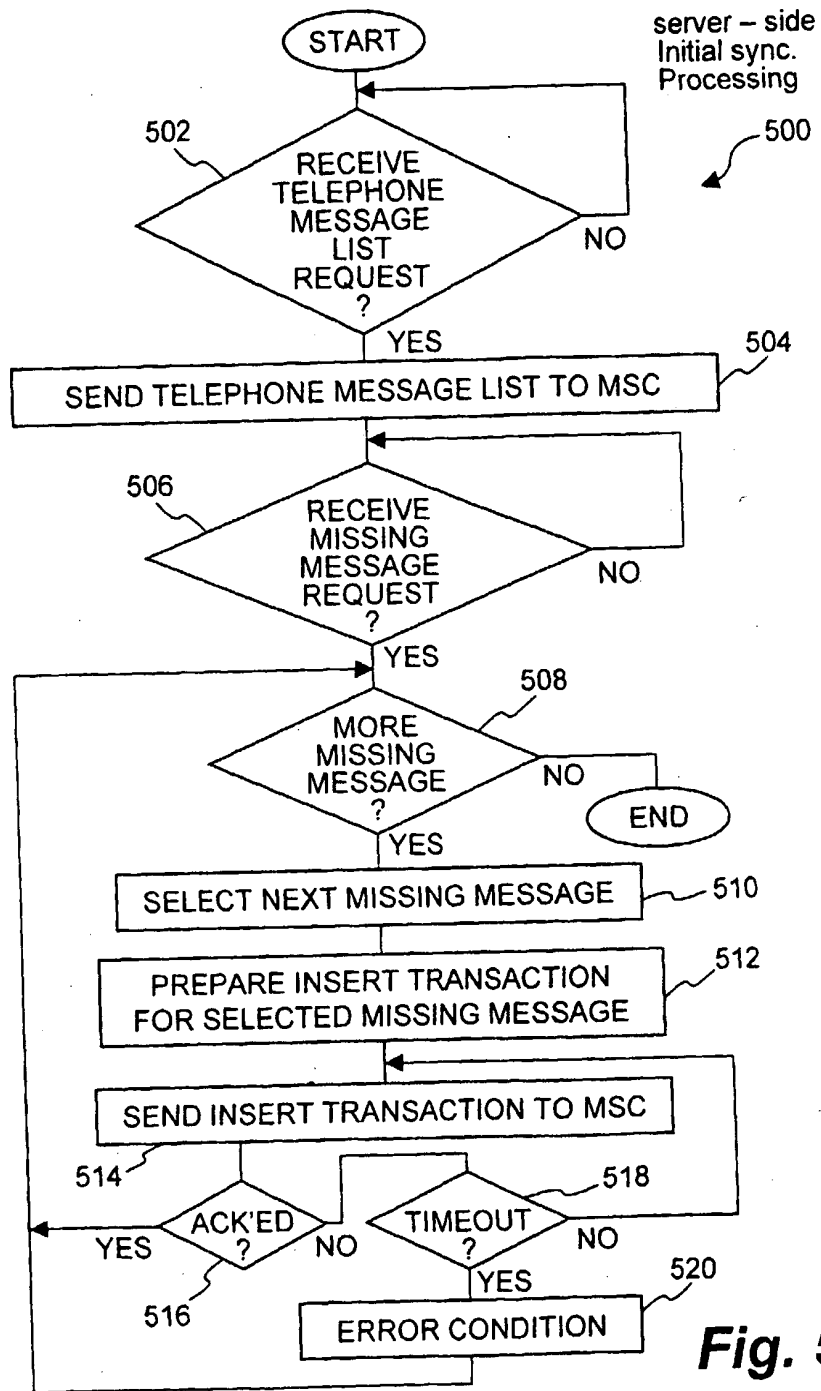 START
server – side
Initial sync.
Processing
500
502
RECEIVE
TELEPHONE
MESSAGE
LIST
REQUEST
?
NO
YES
504
SEND TELEPHONE MESSAGE LIST TO MSC
506
RECEIVE
MISSING
MESSAGE
REQUEST
?
NO
YES
508
MORE
MISSING
MESSAGE
?
NO
END
YES
SELECT NEXT MISSING MESSAGE
510
PREPARE INSERT TRANSACTION
FOR SELECTED MISSING MESSAGE
512
SEND INSERT TRANSACTION TO MSC
514
518
ACK'ED
?
YES
NO
516
TIMEOUT
?
NO
YES
520
ERROR CONDITION
Fig. 5